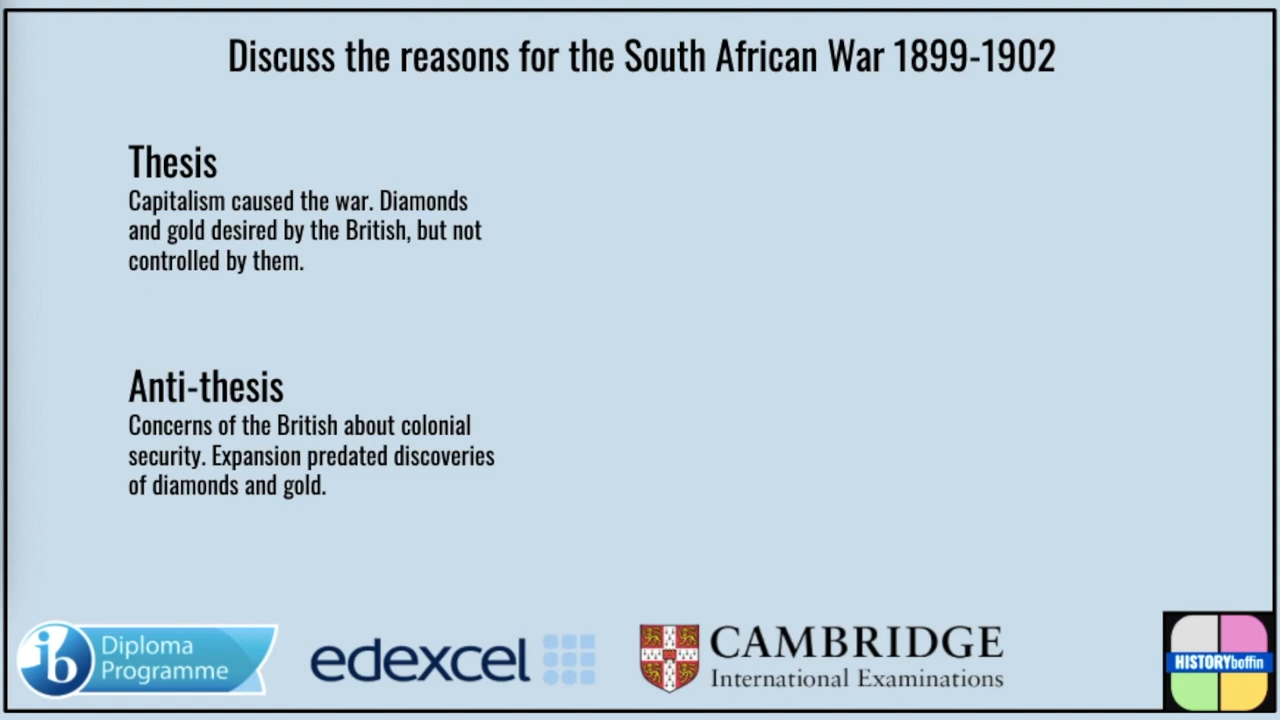 Discuss the reasons for the South African War 1899-1902
Thesis
Capitalism caused the war. Diamonds
and gold desired by the British, but not
controlled by them.
Anti-thesis
Concerns of the British about colonial
security. Expansion predated discoveries
of diamonds and gold.
ib
Diploma
Programme
edexcel
CAMBRIDGE
International Examinations
HISTORYboffin